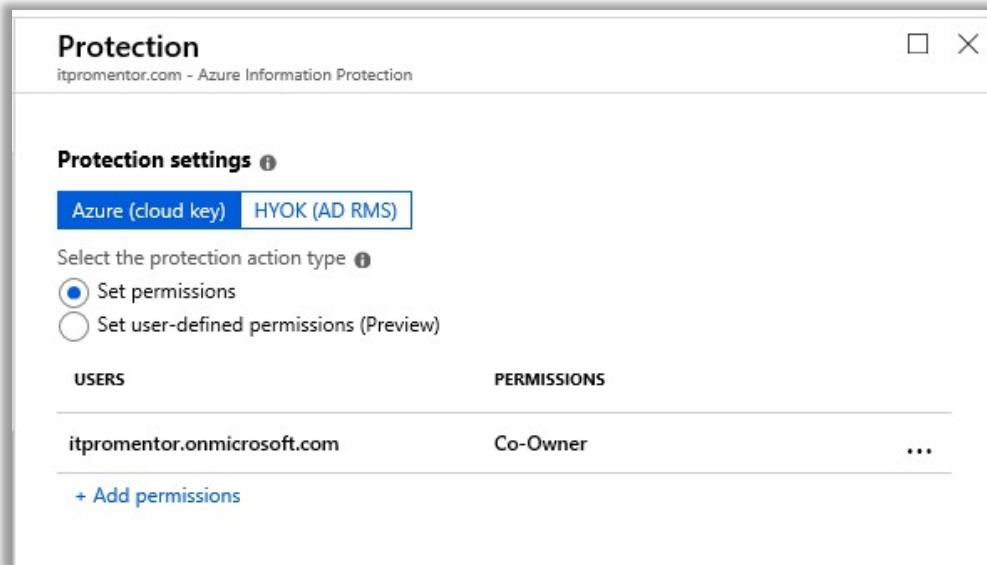 Protection
itpromentor.com - Azure Information Protection
Protection settings
Azure (cloud key) HYOK (AD RMS)
Select the protection action type
Set permissions
Set user-defined permissions (Preview)
USERS PERMISSIONS
itpromentor.onmicrosoft.com Co-Owner ...
+ Add permissions